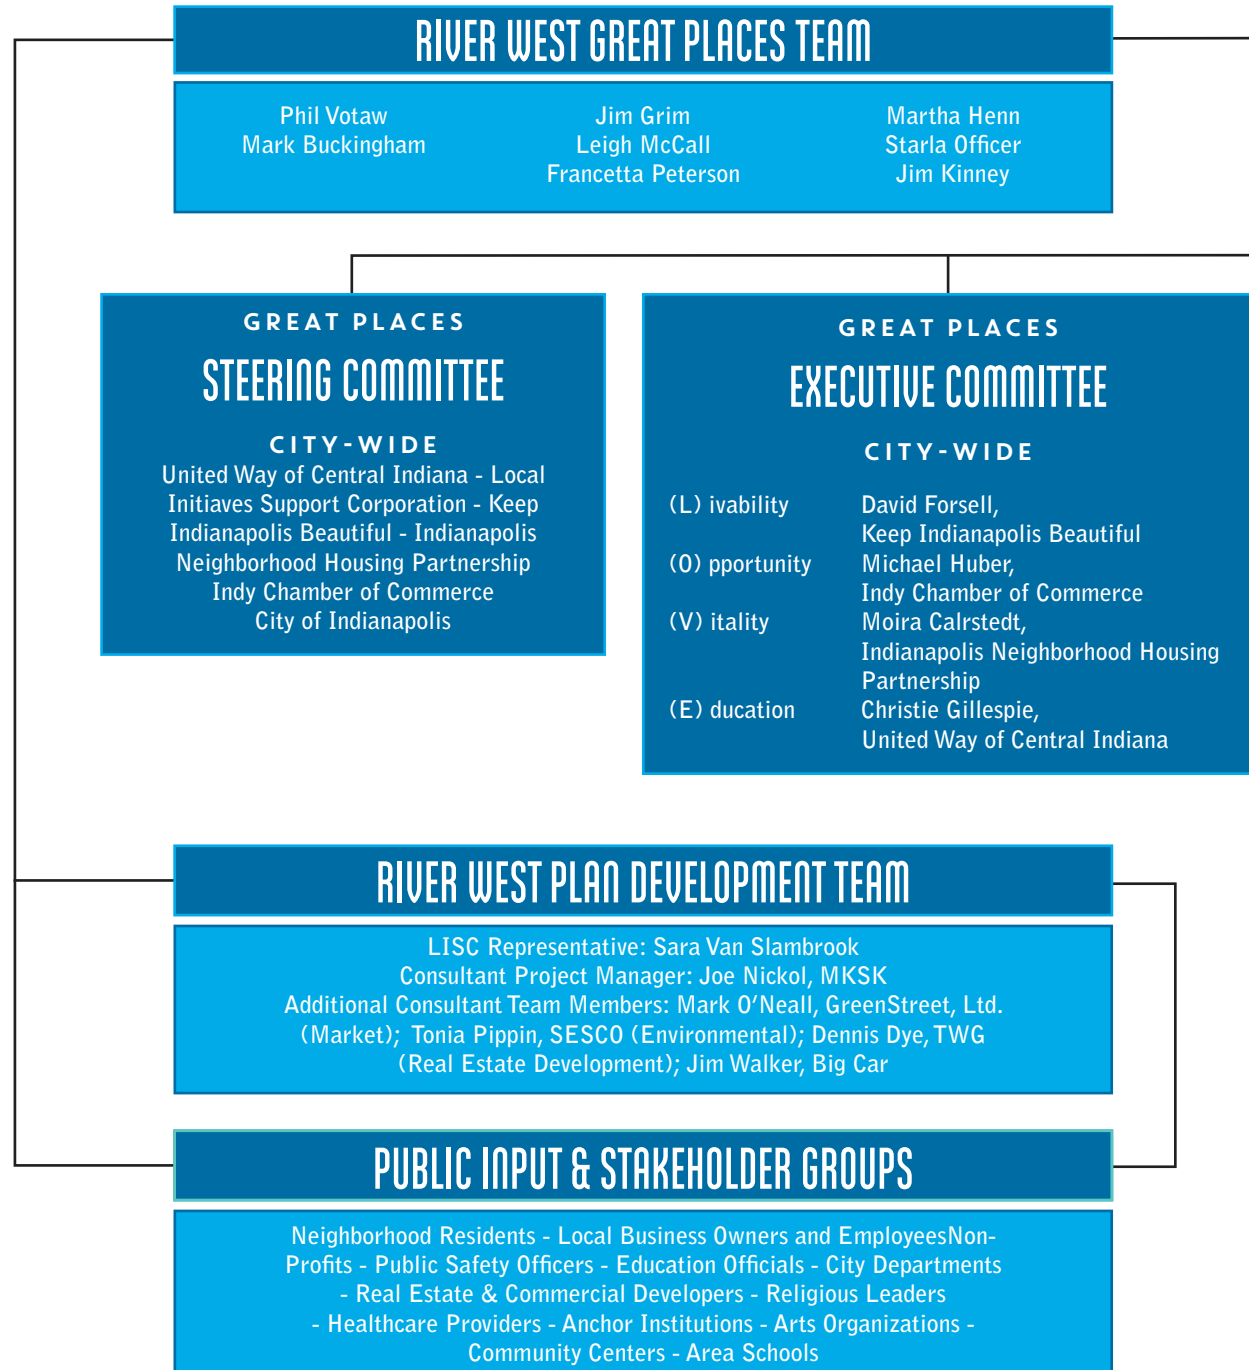 RIVER WEST GREAT PLACES TEAM
Phil Votaw
Mark Buckingham
Jim Grim
Leigh McCall
Francetta Peterson
Martha Henn
Starla Officer
Jim Kinney
GREAT PLACES
STEERING COMMITTEE
CITY-WIDE
United Way of Central Indiana - Local
Initiaves Support Corporation - Keep
Indianapolis Beautiful - Indianapolis
Neighborhood Housing Partnership
Indy Chamber of Commerce
City of Indianapolis
GREAT PLACES
EXECUTIVE COMMITTEE
CITY-WIDE
(L) ivability David Forsell,
Keep Indianapolis Beautiful
(O) pportunity Michael Huber,
Indy Chamber of Commerce
(V) itality Moira Calrstedt,
Indianapolis Neighborhood Housing
Partnership
(E) ducation Christie Gillespie,
United Way of Central Indiana
RIVER WEST PLAN DEVELOPMENT TEAM
LISC Representative: Sara Van Slambrook
Consultant Project Manager: Joe Nickol, MKSK
Additional Consultant Team Members: Mark O'Neall, GreenStreet, Ltd.
(Market); Tonia Pippin, SESCO (Environmental); Dennis Dye, TWG
(Real Estate Development); Jim Walker, Big Car
PUBLIC INPUT & STAKEHOLDER GROUPS
Neighborhood Residents - Local Business Owners and EmployeesNon-
Profits - Public Safety Officers - Education Officials - City Departments
- Real Estate & Commercial Developers - Religious Leaders
- Healthcare Providers - Anchor Institutions - Arts Organizations -
Community Centers - Area Schools